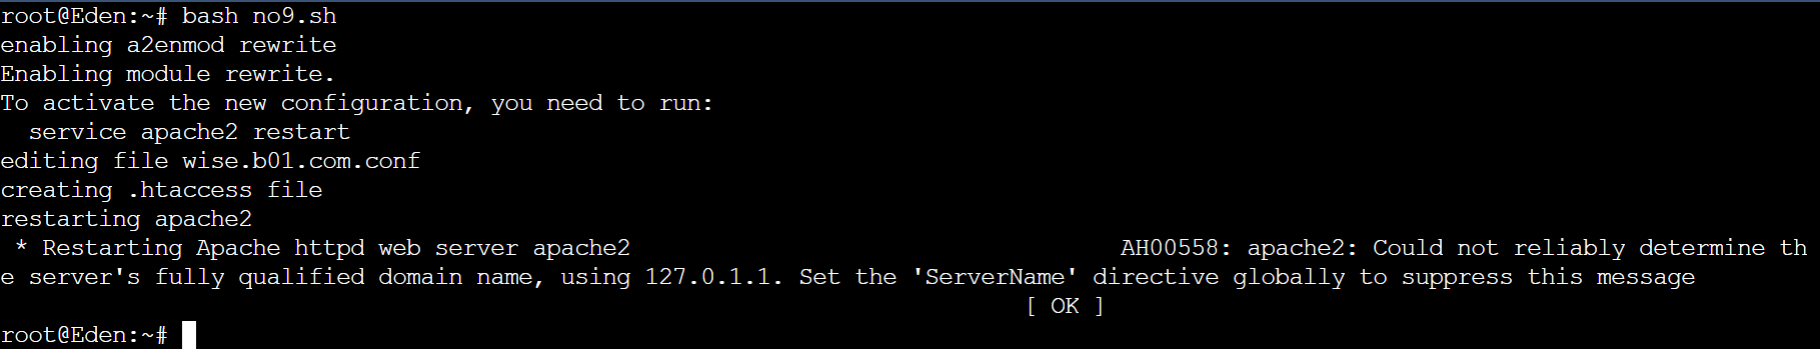 root@Eden:~# bash no9.sh
enabling a2enmod rewrite
Enabling module rewrite.
To activate the new configuration, you need to run:
  service apache2 restart
editing file wise.b01.com.conf
creating .htaccess file
restarting apache2
 * Restarting Apache httpd web server apache2                                   AH00558: apache2: Could not reliably determine th
e server's fully qualified domain name, using 127.0.1.1. Set the 'ServerName' directive globally to suppress this message
                                                                         [ OK ]
root@Eden:~#